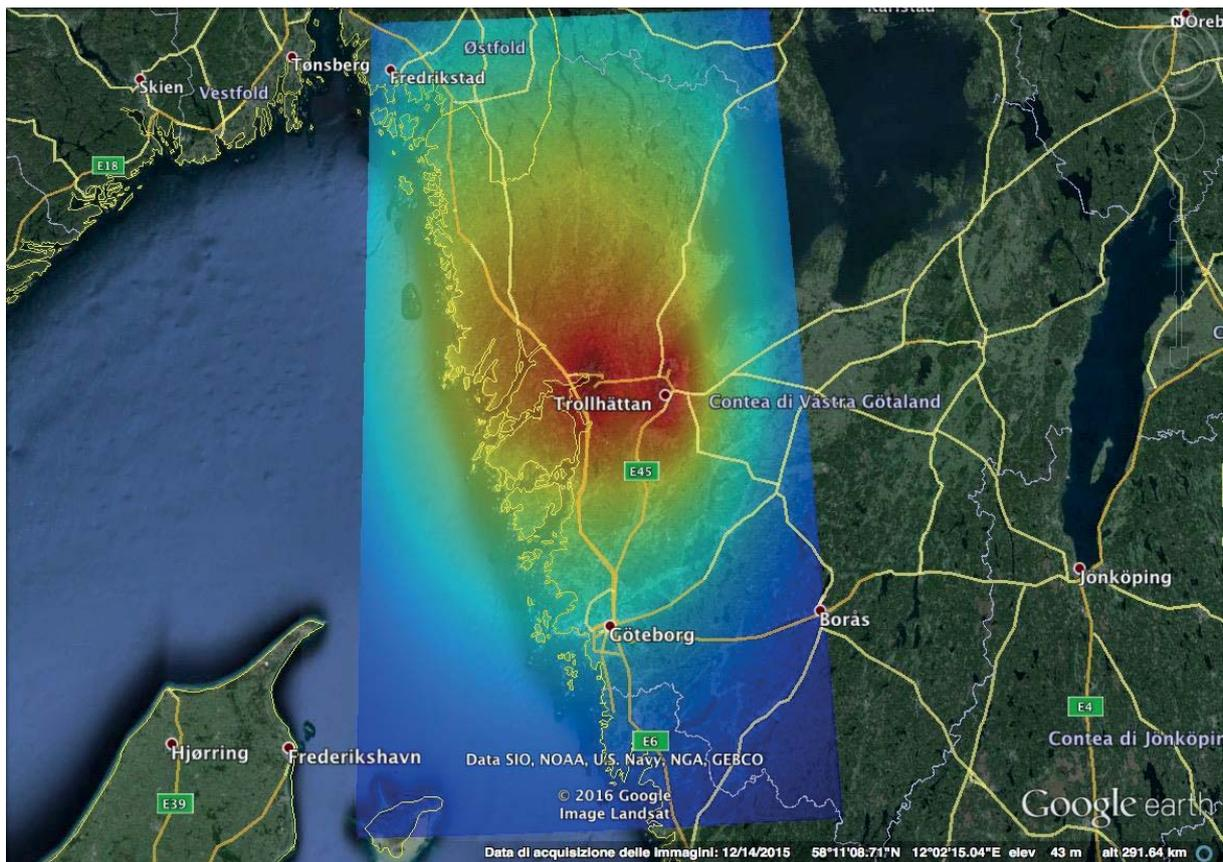 Karlstad
N
Öreb
Østfold
Tønsberg
Fredrikstad
Skien
Vestfold
E18
Trollhättan
Contea di Västra Götaland
E45
Jönköping
Borås
Göteborg
E4
E6
Contea di Jönköpin
Hjørring
Frederikshavn
Data SIO, NOAA, U.S. Navy, NGA, GEBCO
E39
© 2016 Google
Image Landsat
Google earth
Data di acquisizione delle immagini: 12/14/2015 58°11'08.71"N 12°02'15.04"E elev 43 m alt 291.64 km